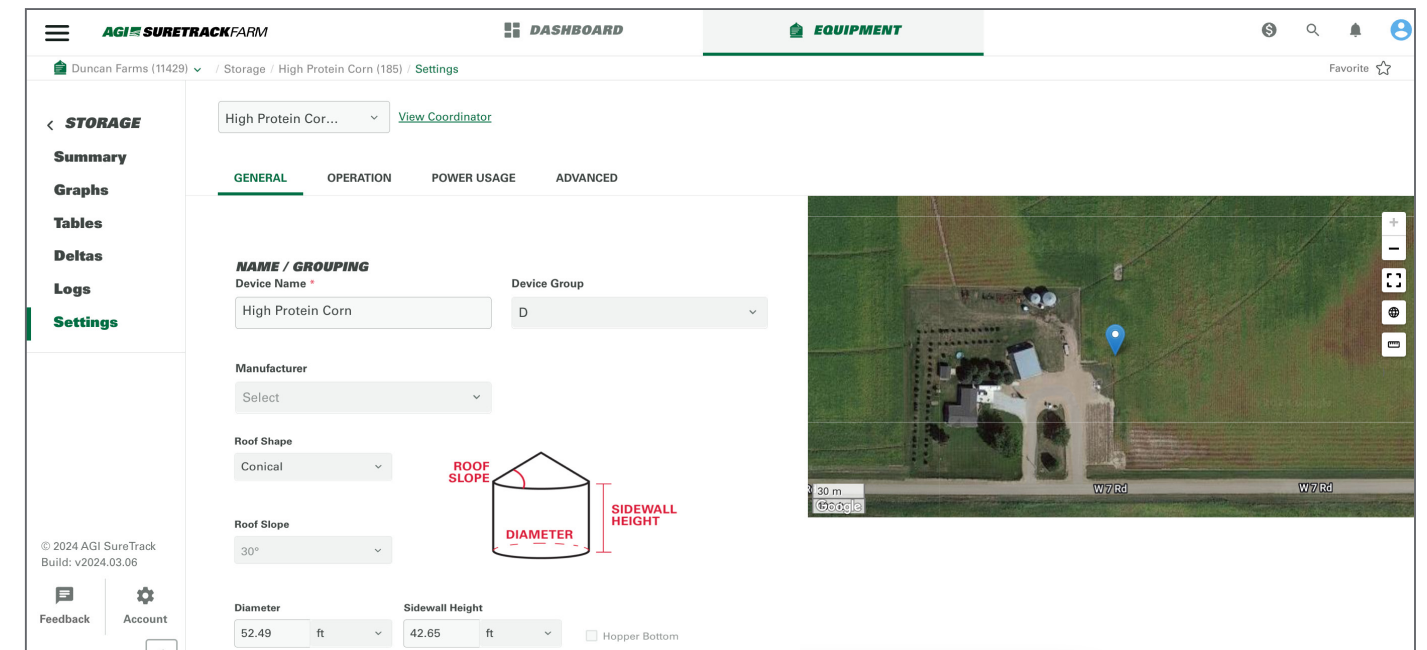 AGI SURETRACKFARM
DASHBOARD
EQUIPMENT
Duncan Farms (11429) / Storage / High Protein Corn (185) / Settings
Favorite
STORAGE
Summary
Graphs
Tables
Deltas
Logs
Settings
© 2024 AGI SureTrack
Build: v2024.03.06
Feedback
Account
High Protein Cor...
View Coordinator
GENERAL
OPERATION
POWER USAGE
ADVANCED
NAME / GROUPING
Device Name *
High Protein Corn
Device Group
D
Manufacturer
Select
Roof Shape
Conical
Roof Slope
30°
ROOF
SLOPE
DIAMETER
SIDEWALL
HEIGHT
Diameter
52.49 ft
Sidewall Height
42.65 ft
Hopper Bottom
W 7 Rd
W 7 Rd
30 m
Google